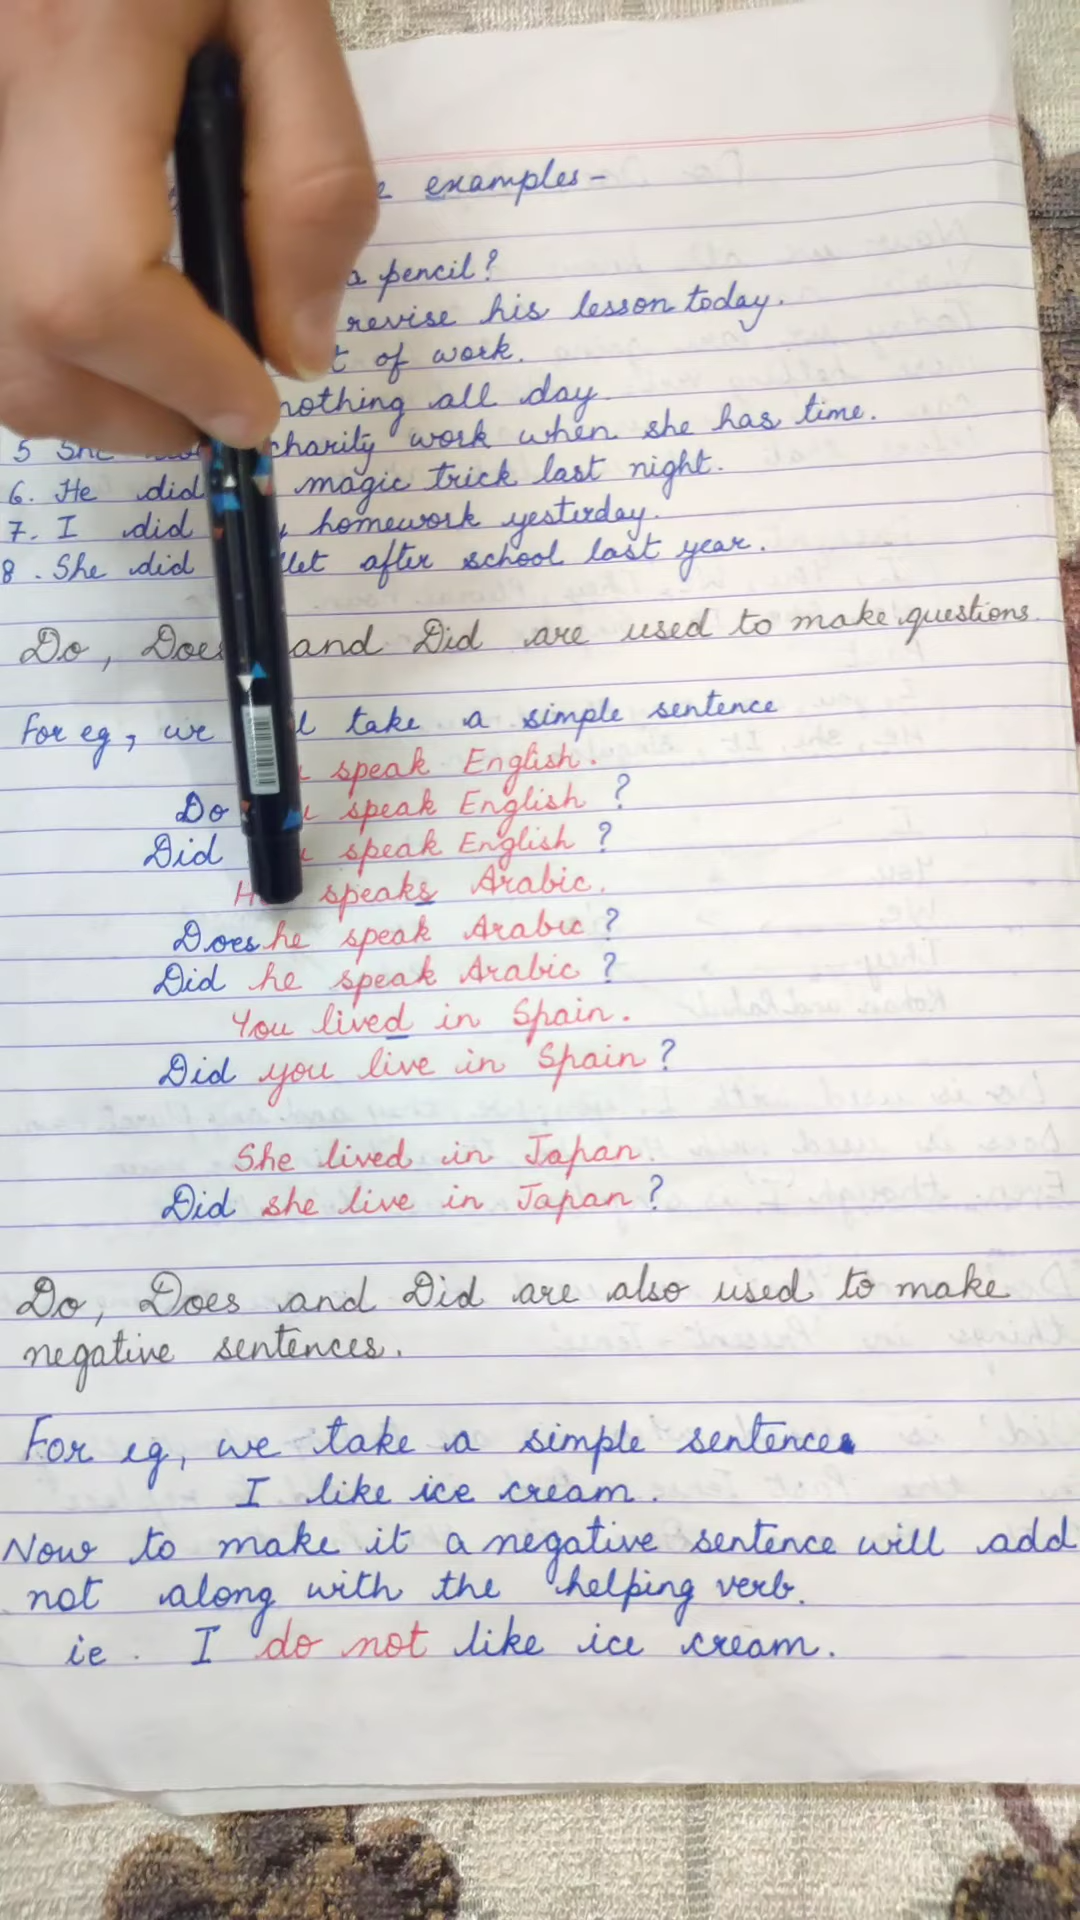 examples-
a pencil?
revise his lesson today.
of work.
nothing all day.
5 She charity work when she has time.
6. He did magic trick last night.
7. I did homework yesterday.
8. She did after school last year.
Do, Does and Did are used to make questions.
For eg, we take a simple sentence
speak English.
Do speak English ?
Did speak English ?
He speaks Arabic.
Does he speak Arabic ?
Did he speak Arabic ?
You lived in Spain.
Did you live in Spain ?
She lived in Japan.
Did she live in Japan ?
Do, Does and Did are also used to make
negative sentences.
For eg, we take a simple sentence
I like ice cream.
Now to make it a negative sentence will add
not along with the helping verb.
ie. I do not like ice cream.